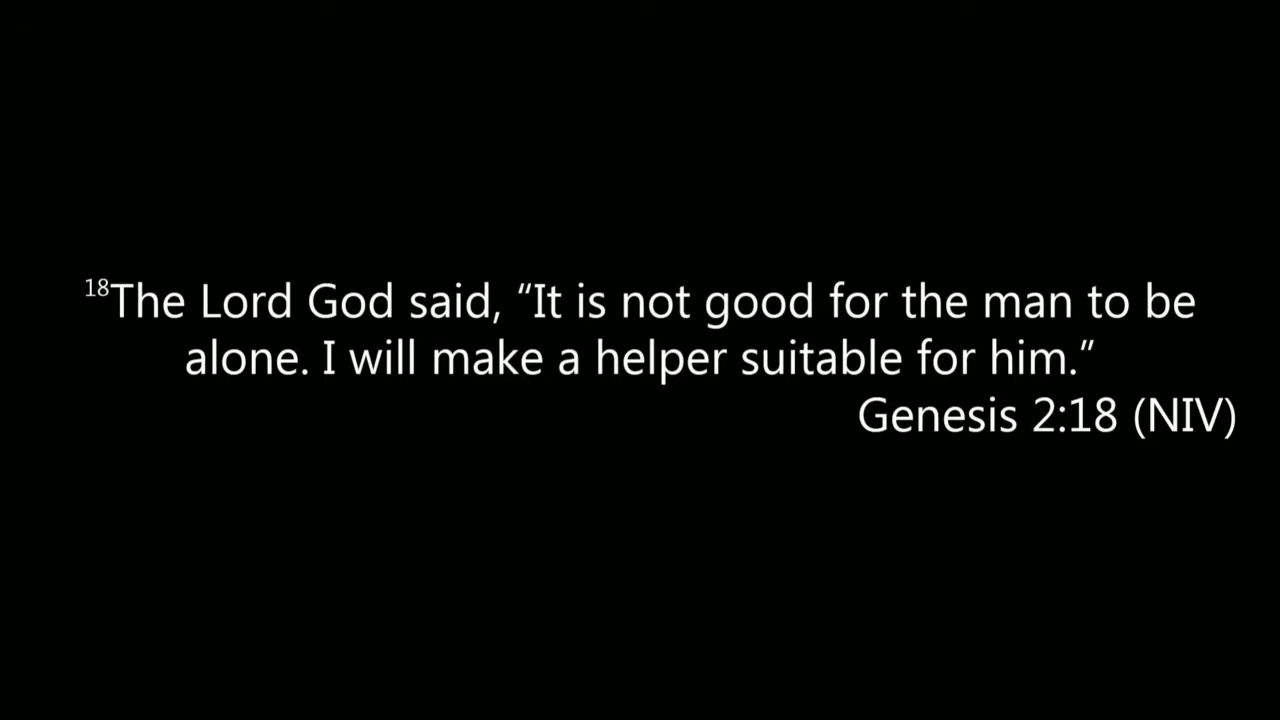 ¹⁸The Lord God said, “It is not good for the man to be
alone. I will make a helper suitable for him.”
Genesis 2:18 (NIV)